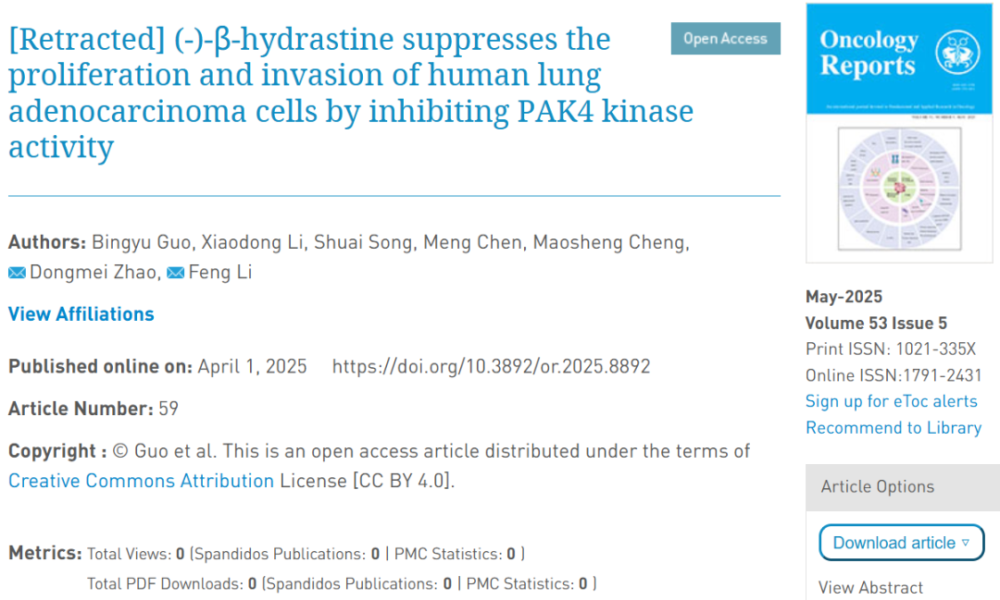 [Retracted] (-)-β-hydrastine suppresses the
proliferation and invasion of human lung
adenocarcinoma cells by inhibiting PAK4 kinase
activity
Open Access
Authors: Bingyu Guo, Xiaodong Li, Shuai Song, Meng Chen, Maosheng Cheng,
Dongmei Zhao, Feng Li
View Affiliations
Published online on: April 1, 2025 https://doi.org/10.3892/or.2025.8892
Article Number: 59
Copyright : © Guo et al. This is an open access article distributed under the terms of
Creative Commons Attribution License [CC BY 4.0].
Metrics: Total Views: 0 (Spandidos Publications: 0 | PMC Statistics: 0 )
Total PDF Downloads: 0 (Spandidos Publications: 0 | PMC Statistics: 0 )
Oncology
Reports
May-2025
Volume 53 Issue 5
Print ISSN: 1021-335X
Online ISSN:1791-2431
Sign up for eToc alerts
Recommend to Library
Article Options
Download article ▿
View Abstract